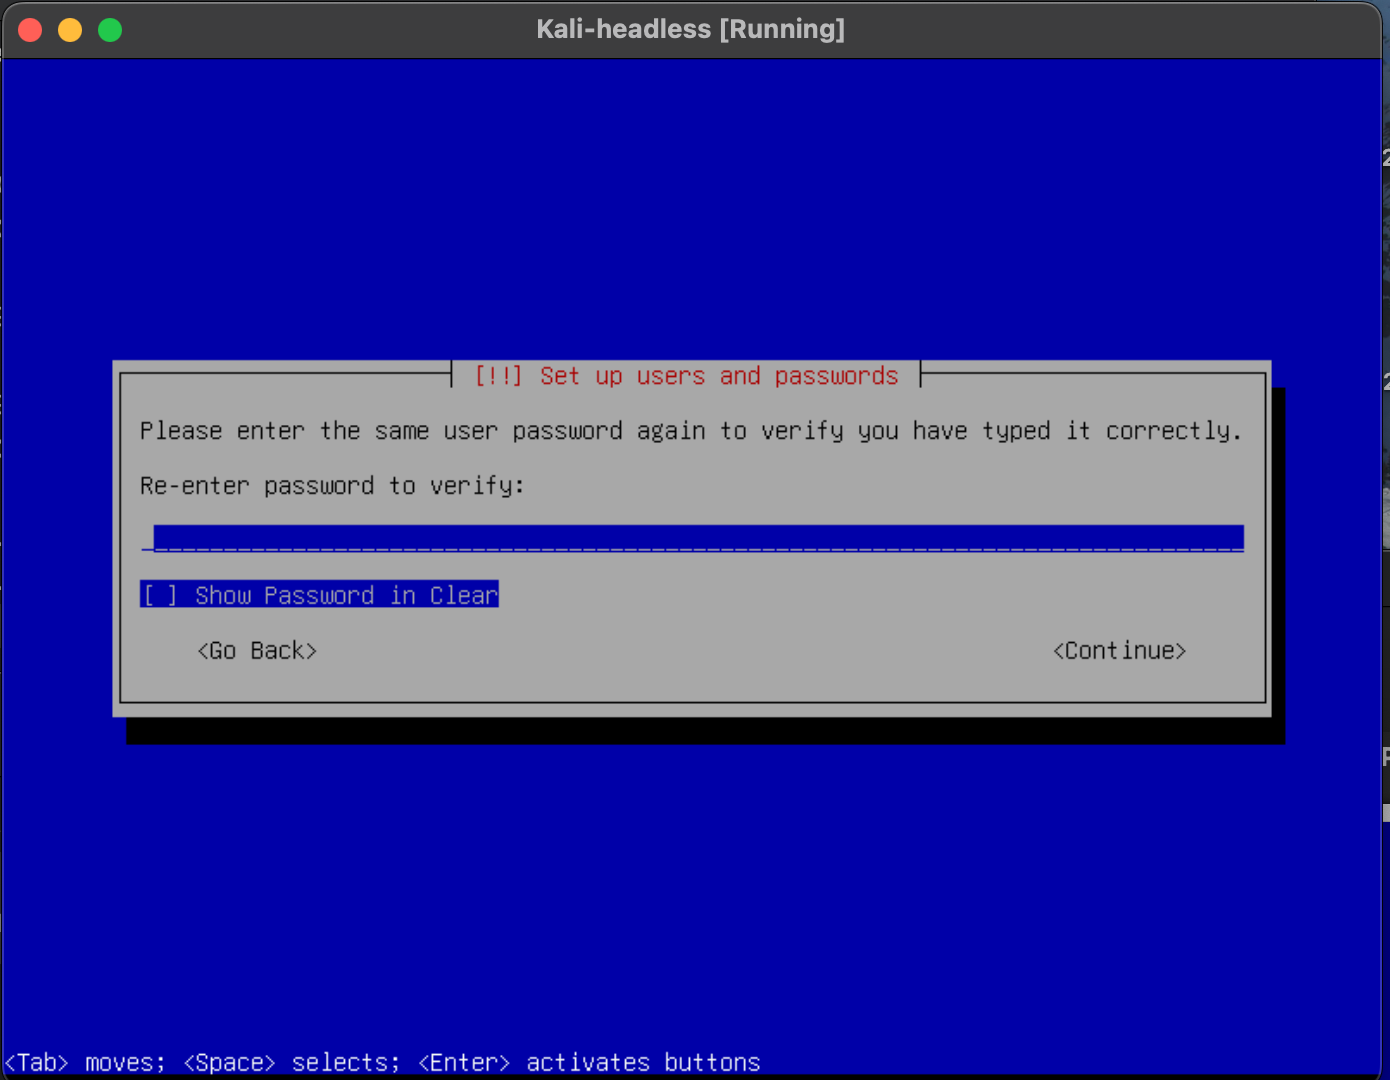 Kali-headless [Running]
[!!] Set up users and passwords
Please enter the same user password again to verify you have typed it correctly.
Re-enter password to verify:
[ ] Show Password in Clear
<Go Back>
<Continue>
<Tab> moves; <Space> selects; <Enter> activates buttons